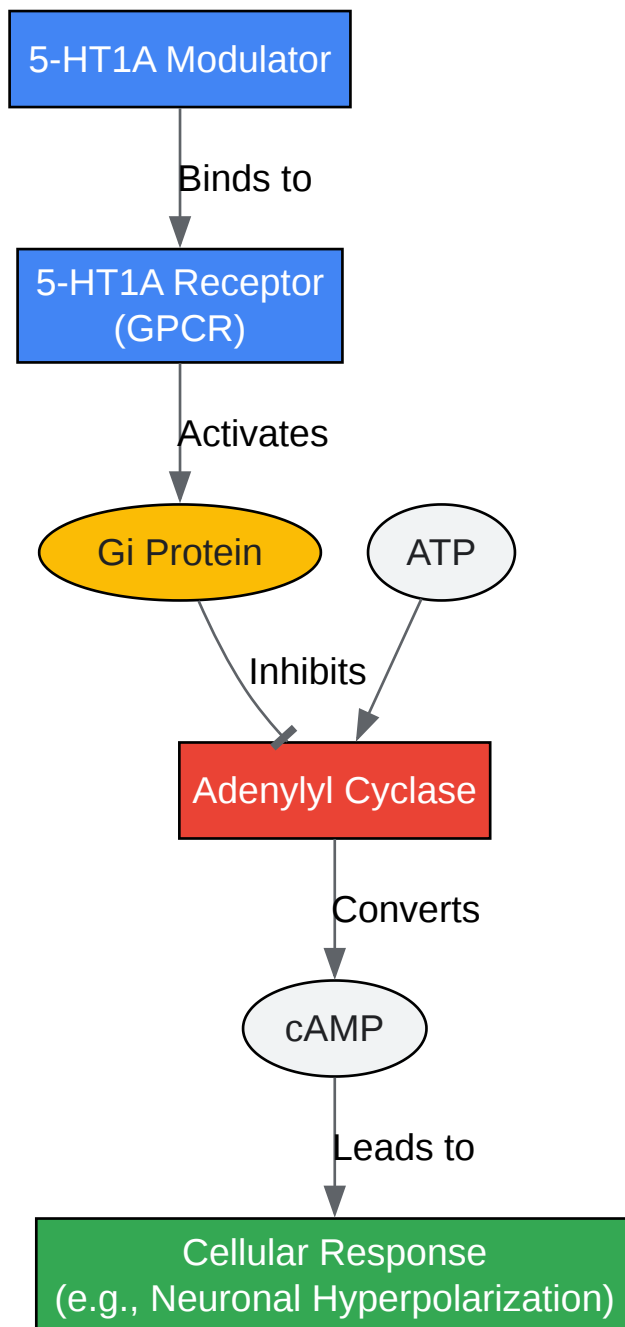 5-HT1A Modulator
Binds to
5-HT1A Receptor
(GPCR)
Activates
Gi Protein
ATP
Inhibits
Adenylyl Cyclase
Converts
cAMP
Leads to
Cellular Response
(e.g., Neuronal Hyperpolarization)